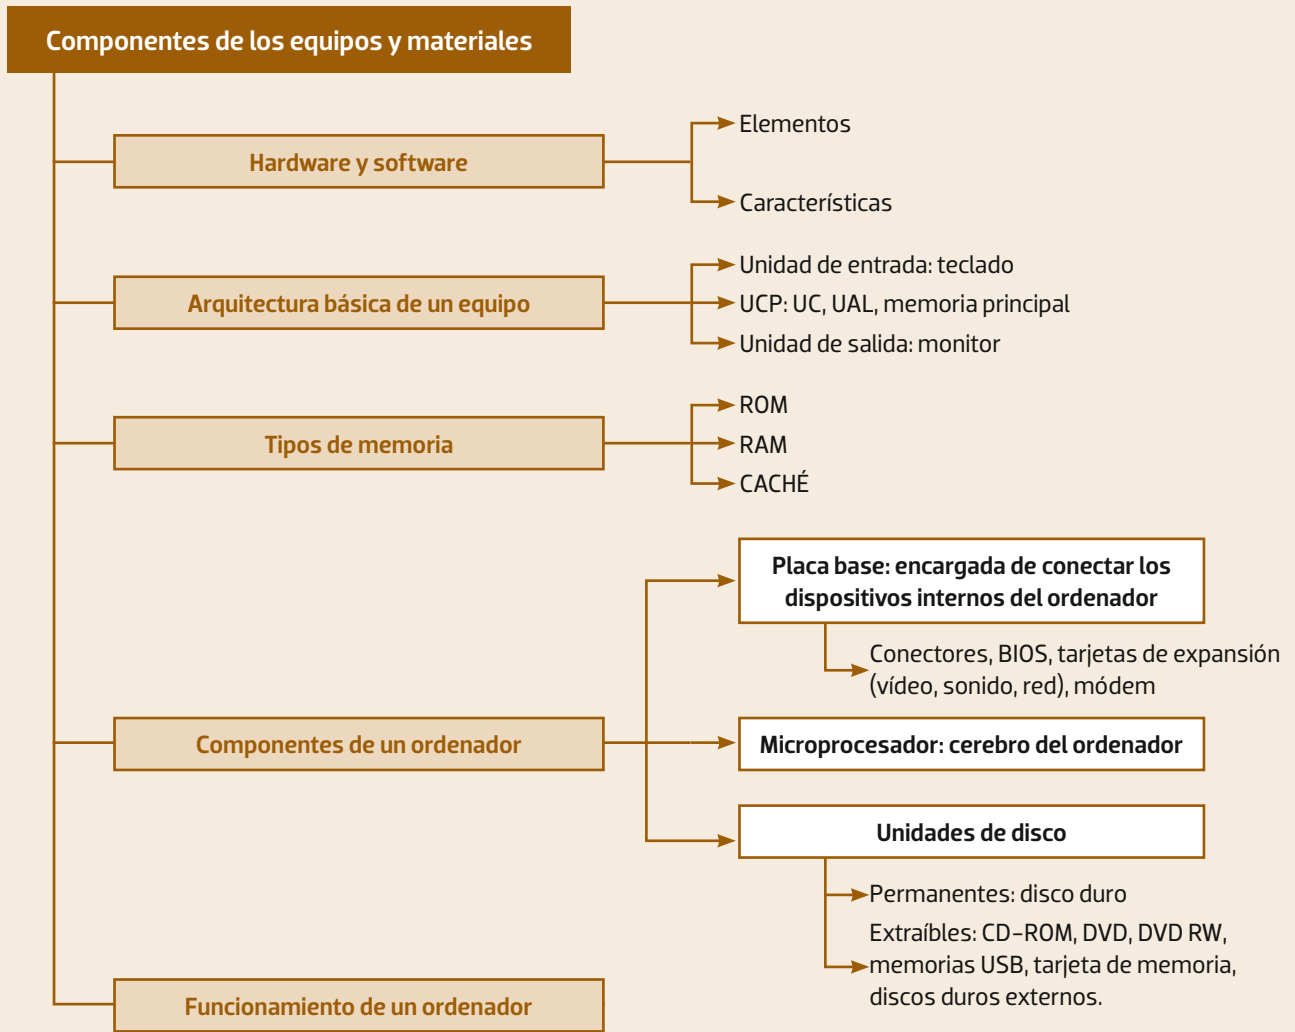 Componentes de los equipos y materiales
Hardware y software
Elementos
Características
Arquitectura básica de un equipo
Unidad de entrada: teclado
UCP: UC, UAL, memoria principal
Unidad de salida: monitor
Tipos de memoria
ROM
RAM
CACHÉ
Componentes de un ordenador
Placa base: encargada de conectar los
dispositivos internos del ordenador
Conectores, BIOS, tarjetas de expansión
(vídeo, sonido, red), módem
Microprocesador: cerebro del ordenador
Unidades de disco
Permanentes: disco duro
Extraíbles: CD-ROM, DVD, DVD RW,
memorias USB, tarjeta de memoria,
discos duros externos.
Funcionamiento de un ordenador